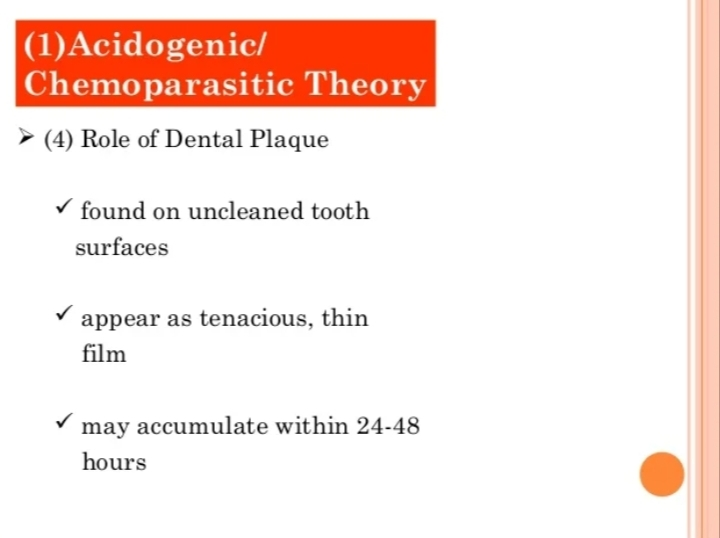 (1)Acidogenic/
Chemoparasitic Theory
➢ (4) Role of Dental Plaque
✓ found on uncleaned tooth
surfaces
✓ appear as tenacious, thin
film
✓ may accumulate within 24-48
hours